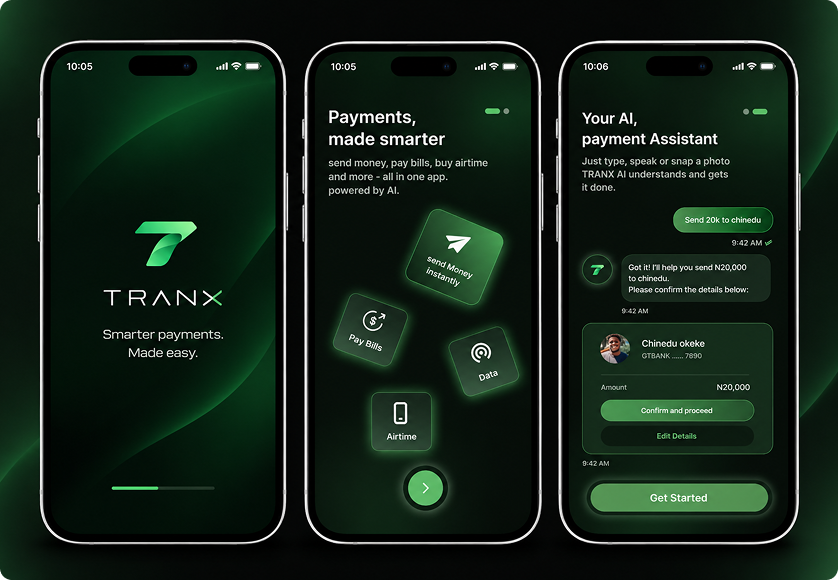 10:05
TRANX
Smarter payments.
Made easy.
10:05
Payments,
made smarter
send money, pay bills, buy airtime
and more - all in one app.
powered by AI.
send Money
instantly
Pay Bills
Data
Airtime
10:06
Your AI,
payment Assistant
Just type, speak or snap a photo
TRANX AI understands and gets
it done.
Send 20k to chinedu
9:42 AM
Got it! I'll help you send N20,000
to chinedu.
Please confirm the details below:
9:42 AM
Chinedu okeke
GTBANK ...... 7690
Amount N20,000
Confirm and proceed
Edit Details
9:42 AM
Get Started